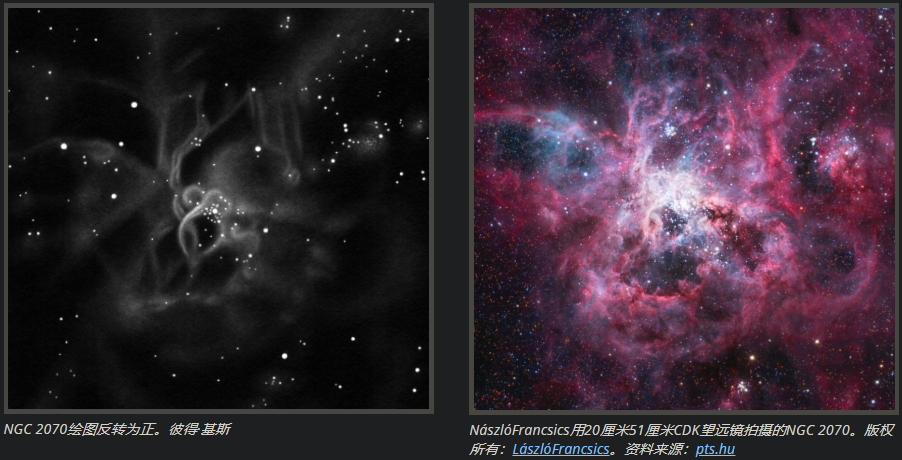 NGC 2070绘图反转为正。彼得·基斯
NászlóFrancsics用20厘米51厘米CDK望远镜拍摄的NGC 2070。版权
所有：LászlóFrancsics。资料来源：pts.hu